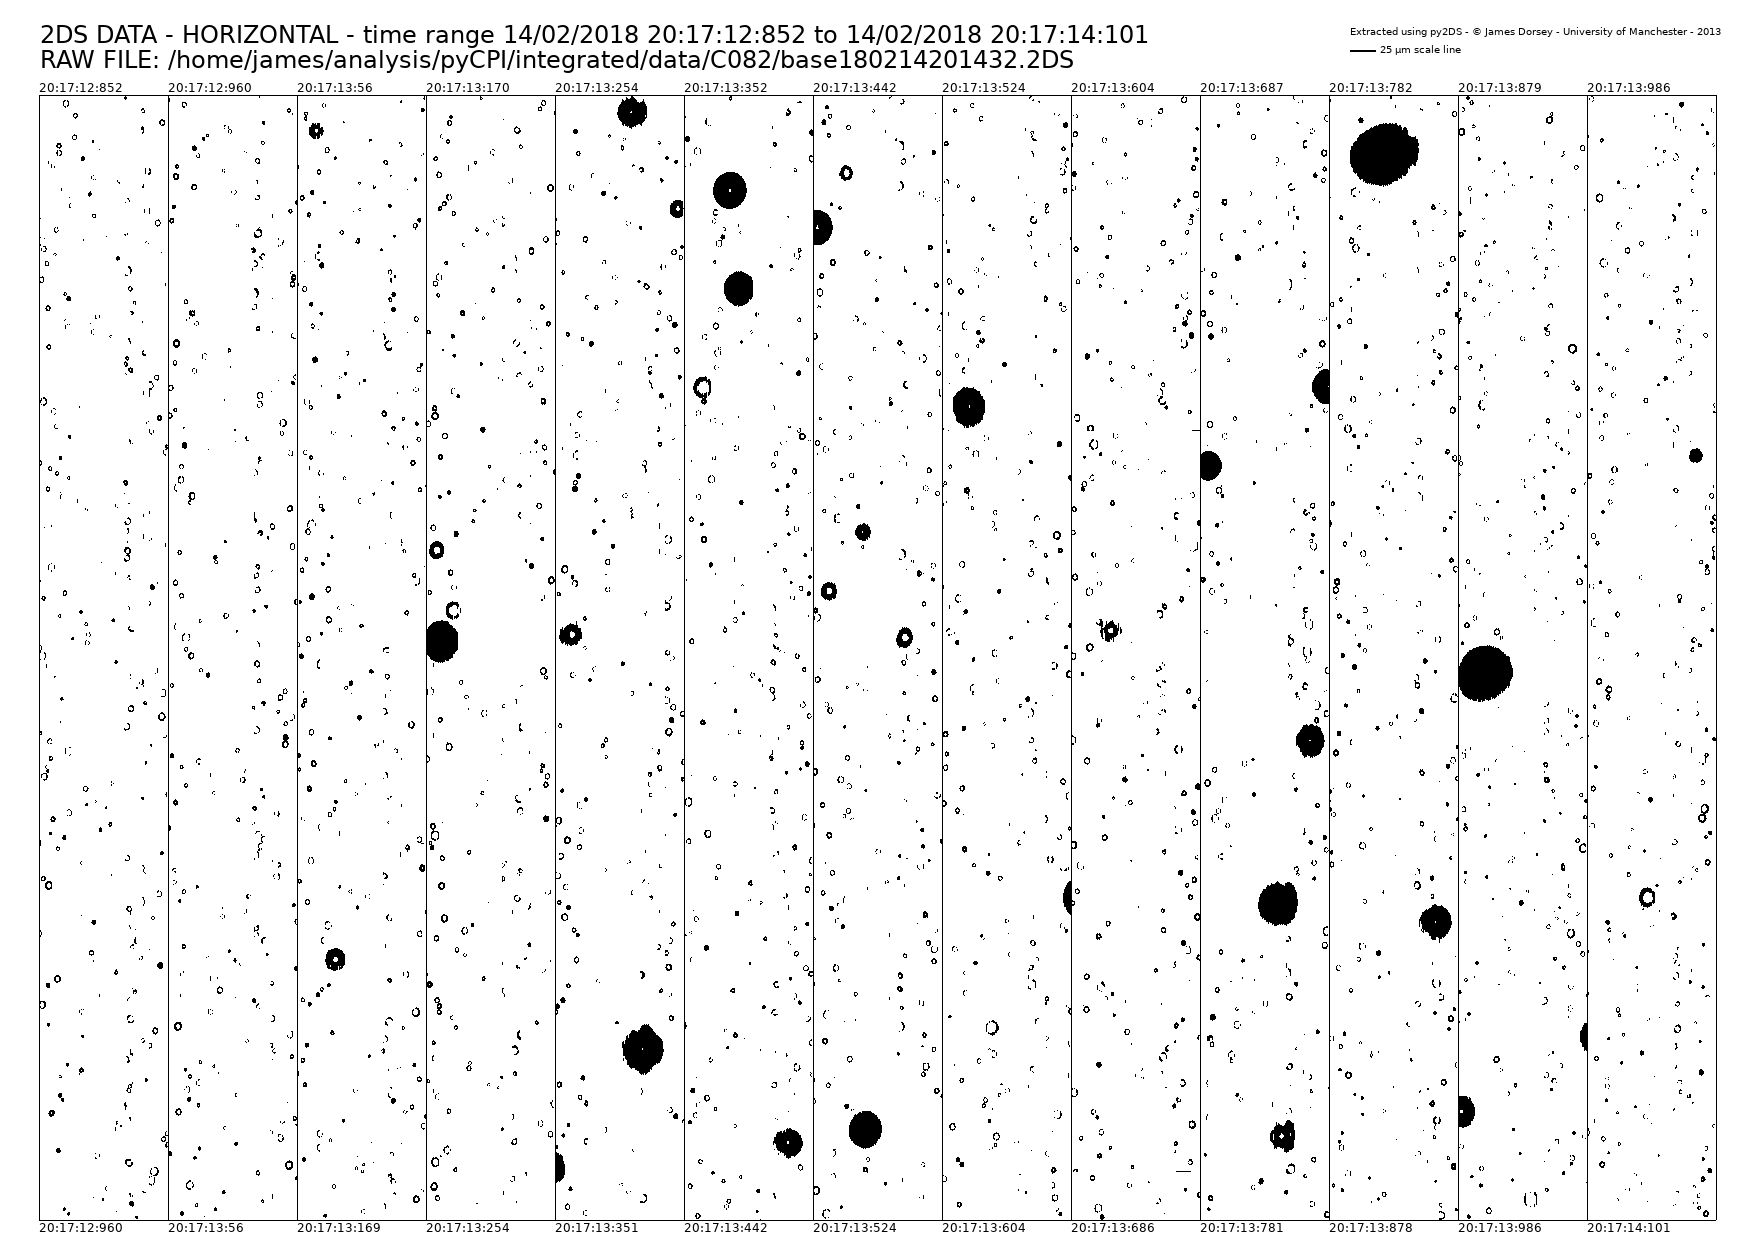 2DS DATA - HORIZONTAL - time range 14/02/2018 20:17:12:852 to 14/02/2018 20:17:14:101
RAW FILE: /home/james/analysis/pyCPI/integrated/data/C082/base180214201432.2DS
Extracted using py2DS - © James Dorsey - University of Manchester - 2013
25 µm scale line
20:17:12:852 20:17:12:960 20:17:13:56 20:17:13:170 20:17:13:254 20:17:13:352 20:17:13:442 20:17:13:524 20:17:13:604 20:17:13:687 20:17:13:782 20:17:13:879 20:17:13:986
20:17:12:960 20:17:13:56 20:17:13:169 20:17:13:254 20:17:13:351 20:17:13:442 20:17:13:524 20:17:13:604 20:17:13:686 20:17:13:781 20:17:13:878 20:17:13:986 20:17:14:101